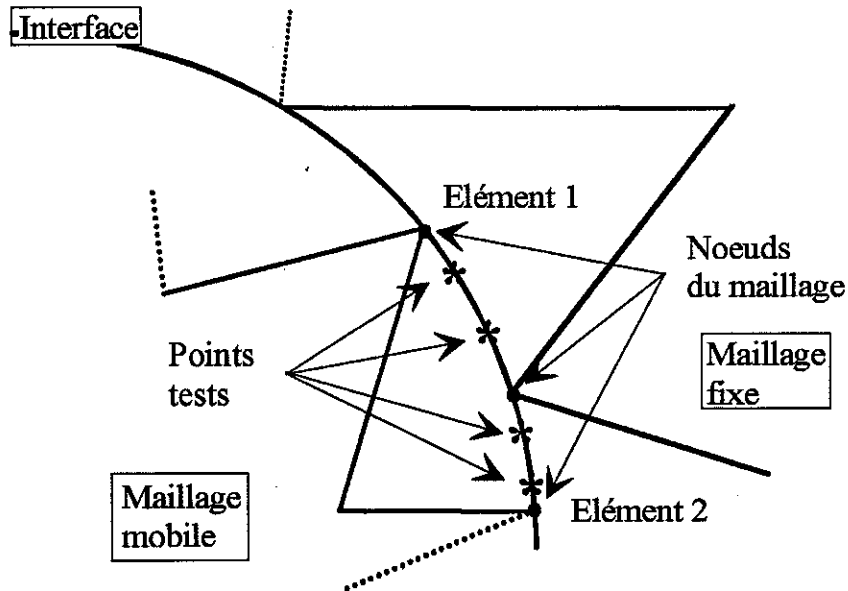 Interface
Elément 1
Noeuds
du maillage
Points
tests
Maillage
fixe
Maillage
mobile
Elément 2